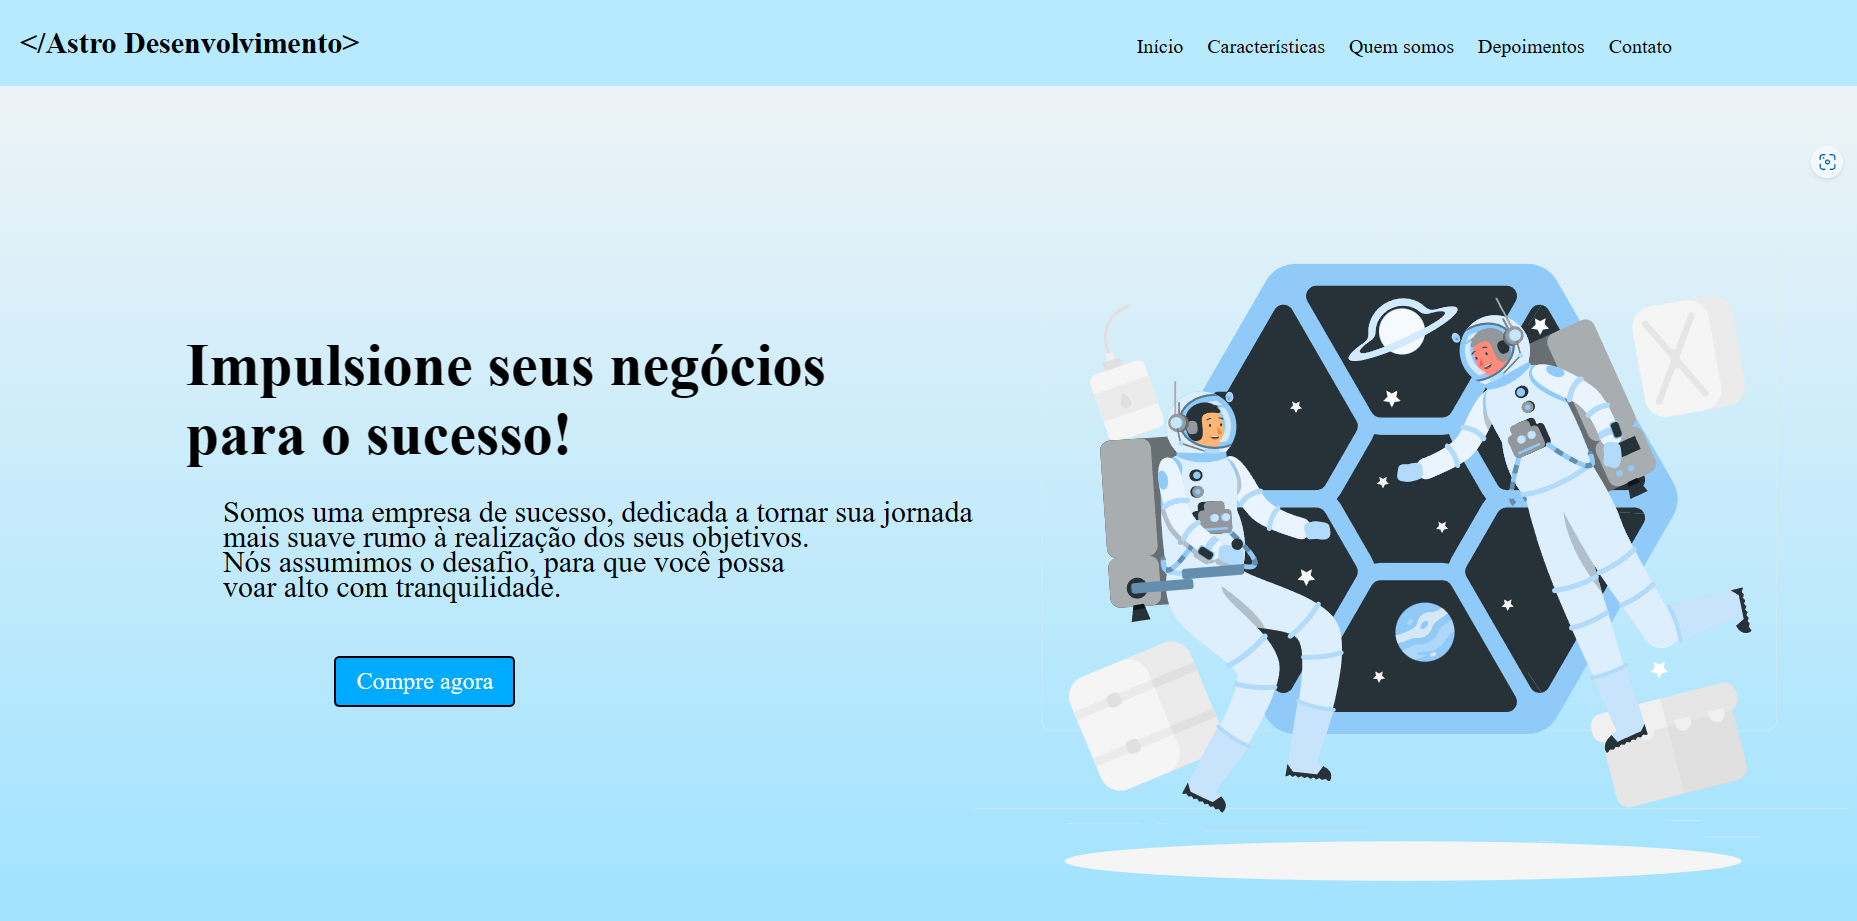 </Astro Desenvolvimento>
Início Características Quem somos Depoimentos Contato
Impulsione seus negócios
para o sucesso!
Somos uma empresa de sucesso, dedicada a tornar sua jornada
mais suave rumo à realização dos seus objetivos.
Nós assumimos o desafio, para que você possa
voar alto com tranquilidade.
Compre agora